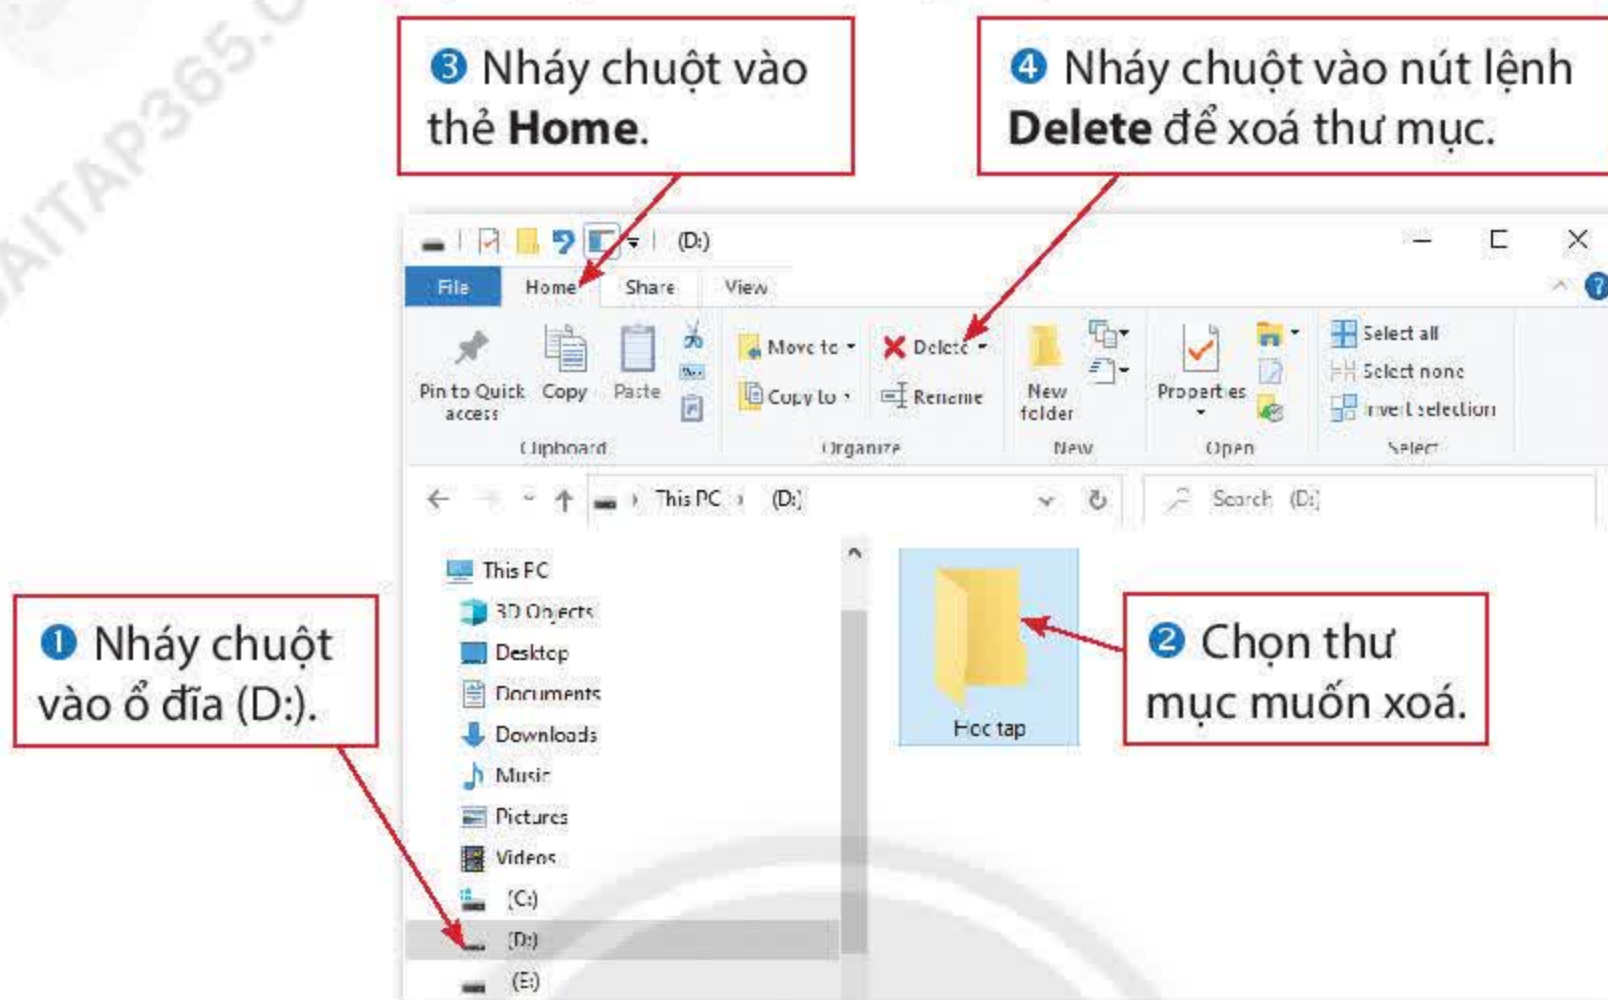 ❸ Nháy chuột vào
thẻ Home.
❹ Nháy chuột vào nút lệnh
Delete để xoá thư mục.
(D:)
File Home Share View
Pin to Quick access
Copy
Paste
Clipboard
Move to
Copy to
Delete
Rename
Organize
New folder
New
Properties
Open
Select all
Select none
Invert selection
Select
This PC › (D:)
Search (D:)
This PC
3D Objects
Desktop
Documents
Downloads
Music
Pictures
Videos
(C:)
(D:)
(E:)
Hoc tap
❶ Nháy chuột
vào ổ đĩa (D:).
❷ Chọn thư
mục muốn xoá.